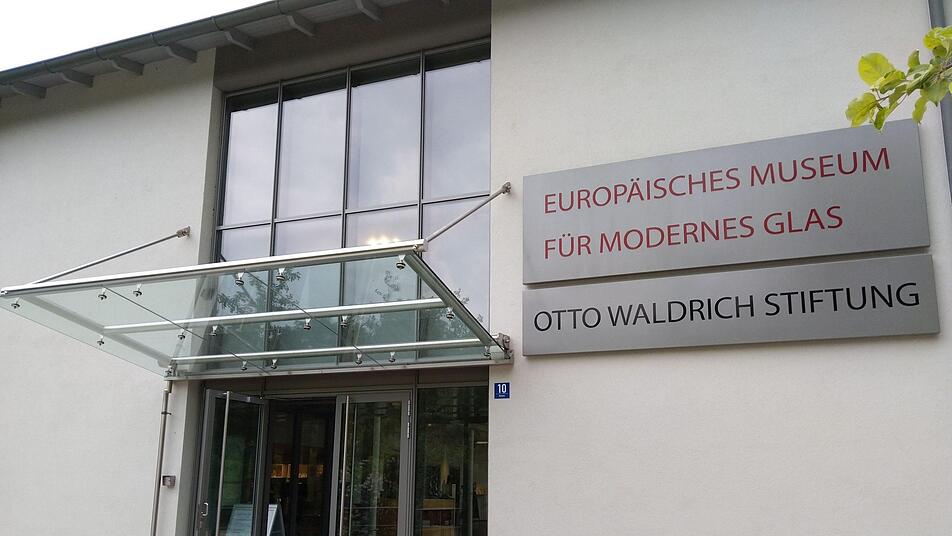 EUROPÄISCHES MUSEUM
FÜR MODERNES GLAS
OTTO WALDRICH STIFTUNG
10